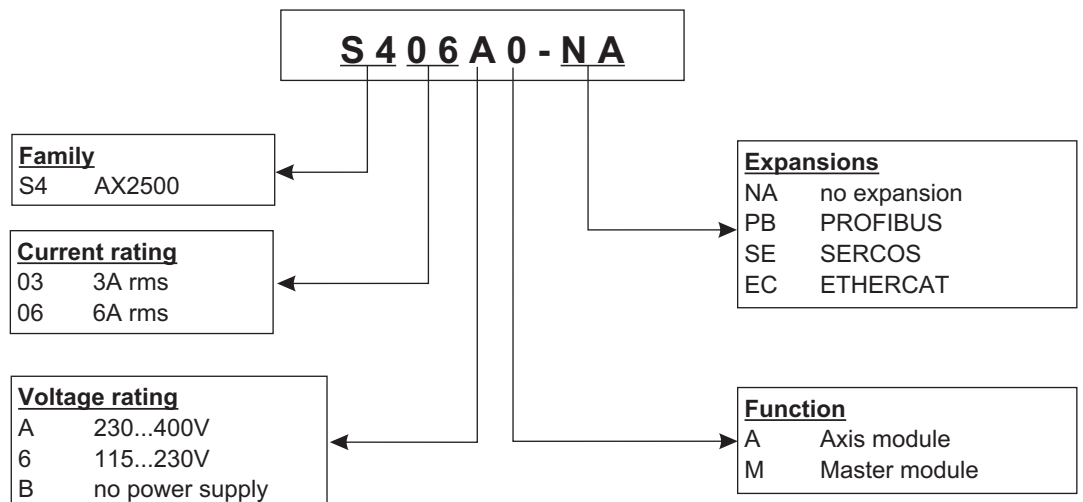 S406A0-NA
Family
S4 AX2500
Current rating
03 3A rms
06 6A rms
Voltage rating
A 230...400V
6 115...230V
B no power supply
Expansions
NA no expansion
PB PROFIBUS
SE SERCOS
EC ETHERCAT
Function
A Axis module
M Master module